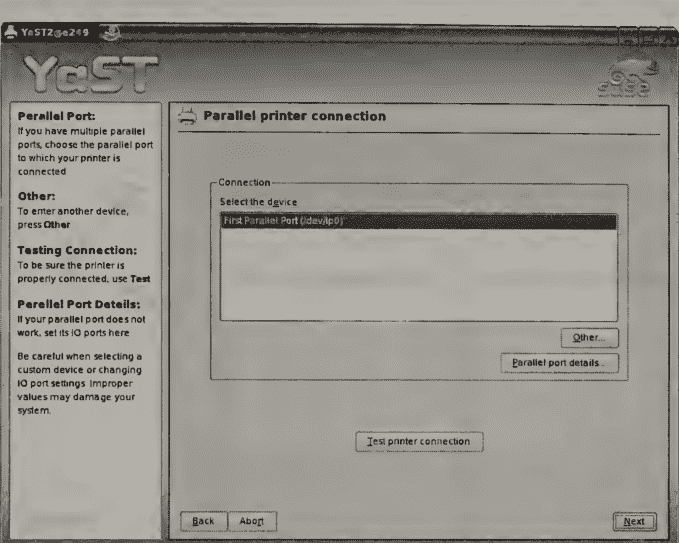 YaST2@e249
YaST
SUSE
Parallel Port:
If you have multiple parallel
ports, choose the parallel port
to which your printer is
connected
Other:
To enter another device,
press Other
Testing Connection:
To be sure the printer is
properly connected, use Test
Parallel Port Details:
If your parallel port does not
work, set its IO ports here
Be careful when selecting a
custom device or changing
IO port settings Improper
values may damage your
system.
Parallel printer connection
Connection
Select the device
First Parallel Port (/dev/lp0)
Other...
Parallel port details...
Test printer connection
Back
Abort
Next